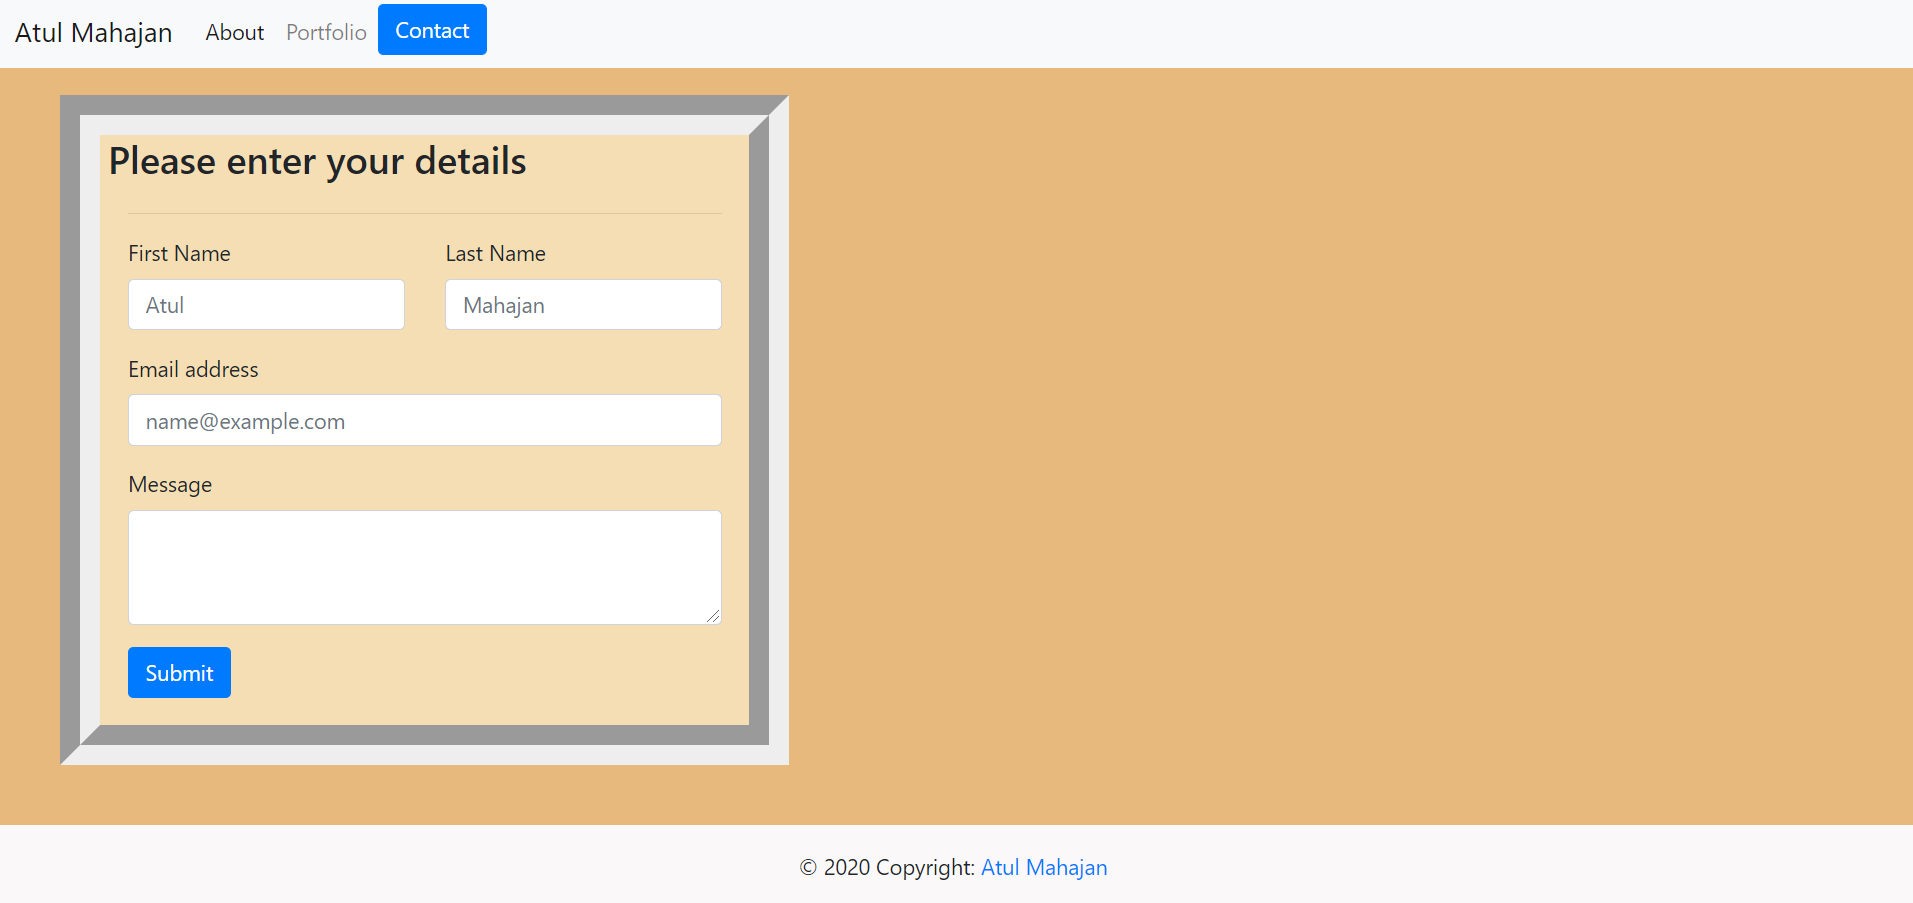 Atul Mahajan About Portfolio Contact
Please enter your details
First Name Last Name
Atul Mahajan
Email address
name@example.com
Message
Submit
© 2020 Copyright: Atul Mahajan